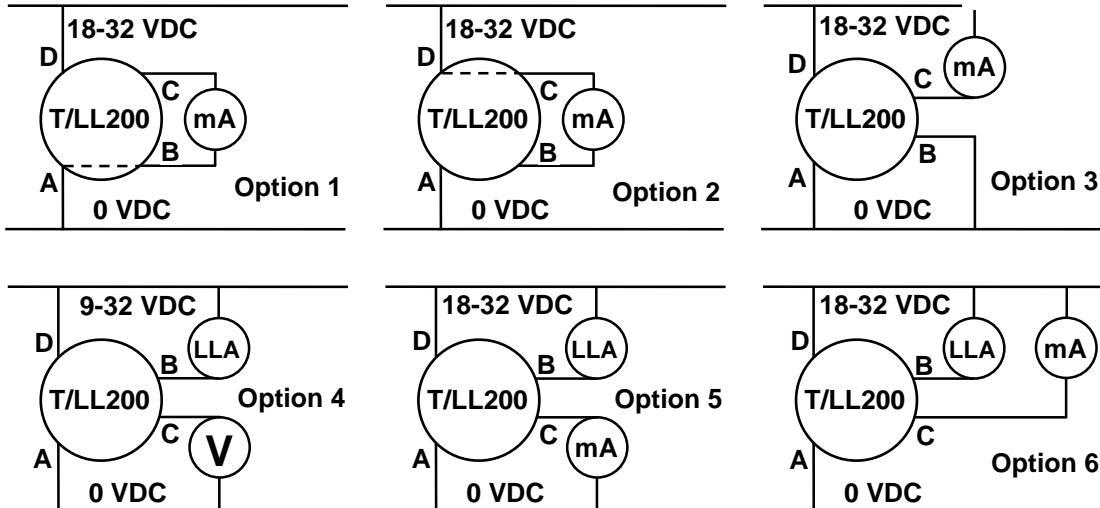 18-32 VDC
D
T/LL200
C
mA
B
A
Option 1
0 VDC
18-32 VDC
D
T/LL200
C
mA
B
A
Option 2
0 VDC
18-32 VDC
D
C
mA
T/LL200
B
A
Option 3
0 VDC
9-32 VDC
D
LLA
B
T/LL200
Option 4
C
A
V
0 VDC
18-32 VDC
D
LLA
B
T/LL200
Option 5
C
A
mA
0 VDC
18-32 VDC
D
LLA
mA
B
T/LL200
C
A
Option 6
0 VDC